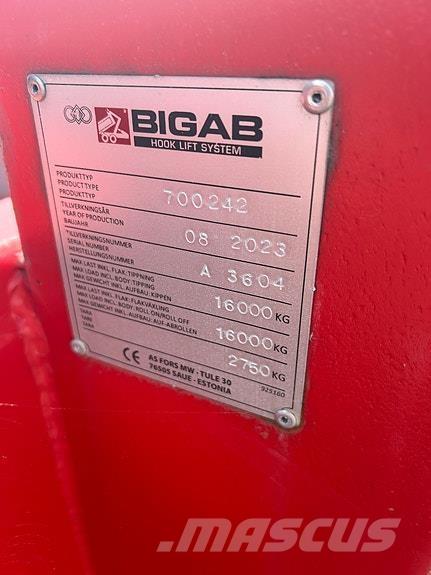 BIGAB
HOOK LIFT SYSTEM
PRODUKTTYP
PRODUCTTYPE
PRODUKTTYP
700242
TILLVERKNINGSÅR
YEAR OF PRODUCTION
BAUJAHR
08 2023
TILLVERKNINGSNUMMER
SERIAL NUMBER
HERSTELLUNGSNUMMER
A 3604
MAX LAST INKL. FLAK: TIPPNING
MAX LOAD INCL. BODY: TIPPING
MAX GEWICHT INKL. AUFBAU: KIPPEN
16000 KG
MAX LAST INKL. FLAK: FLAKVÄXLING
MAX LOAD INCL. BODY: ROLL ON/ROLL OFF
MAX GEWICHT INKL. AUFBAU: AUF-ABROLLEN
16000 KG
TARA
TARA
TARA
2750 KG
CE
AS FORS MW · TULE 30
76505 SAUE · ESTONIA
925160
MASCUS